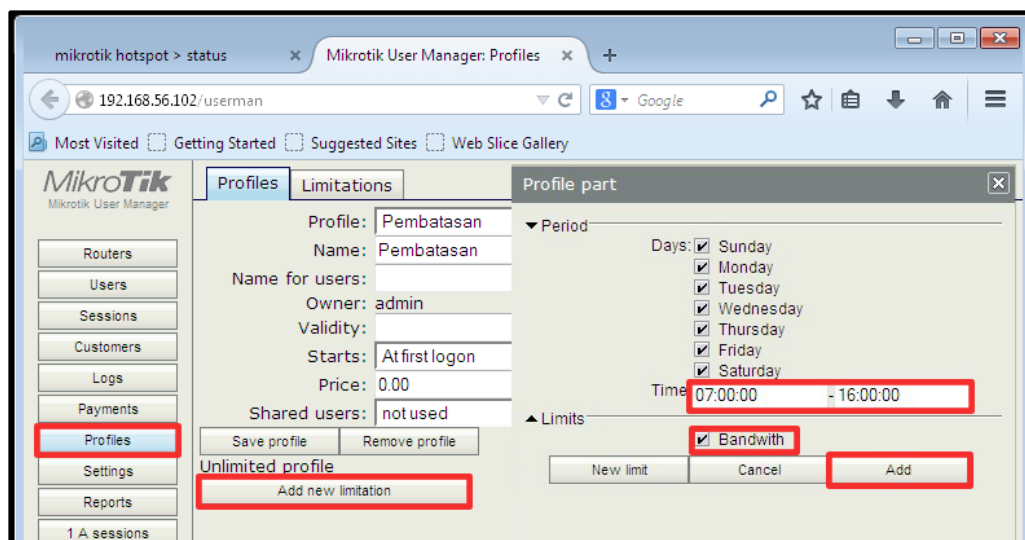 mikrotik hotspot > status
Mikrotik User Manager: Profiles
192.168.56.102/userman
Google
Most Visited Getting Started Suggested Sites Web Slice Gallery
MikroTik
Mikrotik User Manager
Routers
Users
Sessions
Customers
Logs
Payments
Profiles
Settings
Reports
1 A sessions
Profiles Limitations
Profile: Pembatasan
Name: Pembatasan
Name for users:
Owner: admin
Validity:
Starts: At first logon
Price: 0.00
Shared users: not used
Save profile Remove profile
Unlimited profile
Add new limitation
Profile part
Period
Days: Sunday
Monday
Tuesday
Wednesday
Thursday
Friday
Saturday
Time 07:00:00 - 16:00:00
Limits
Bandwith
New limit Cancel Add